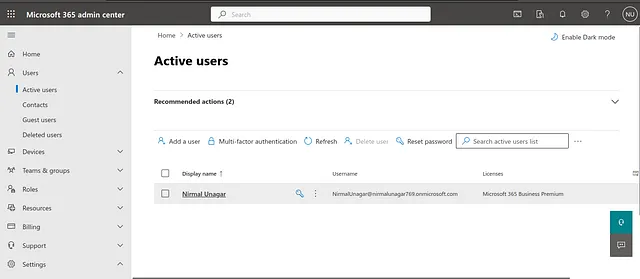 Microsoft 365 admin center
Search
NU
Home
Users
Active users
Contacts
Guest users
Deleted users
Devices
Teams & groups
Roles
Resources
Billing
Support
Settings
Home > Active users
Enable Dark mode
Active users
Recommended actions (2)
Add a user Multi-factor authentication Refresh Delete user Reset password Search active users list ...
Display name ↑ Username Licenses
Nirmal Unagar NirmalUnagar@nirmalunagar769.onmicrosoft.com Microsoft 365 Business Premium